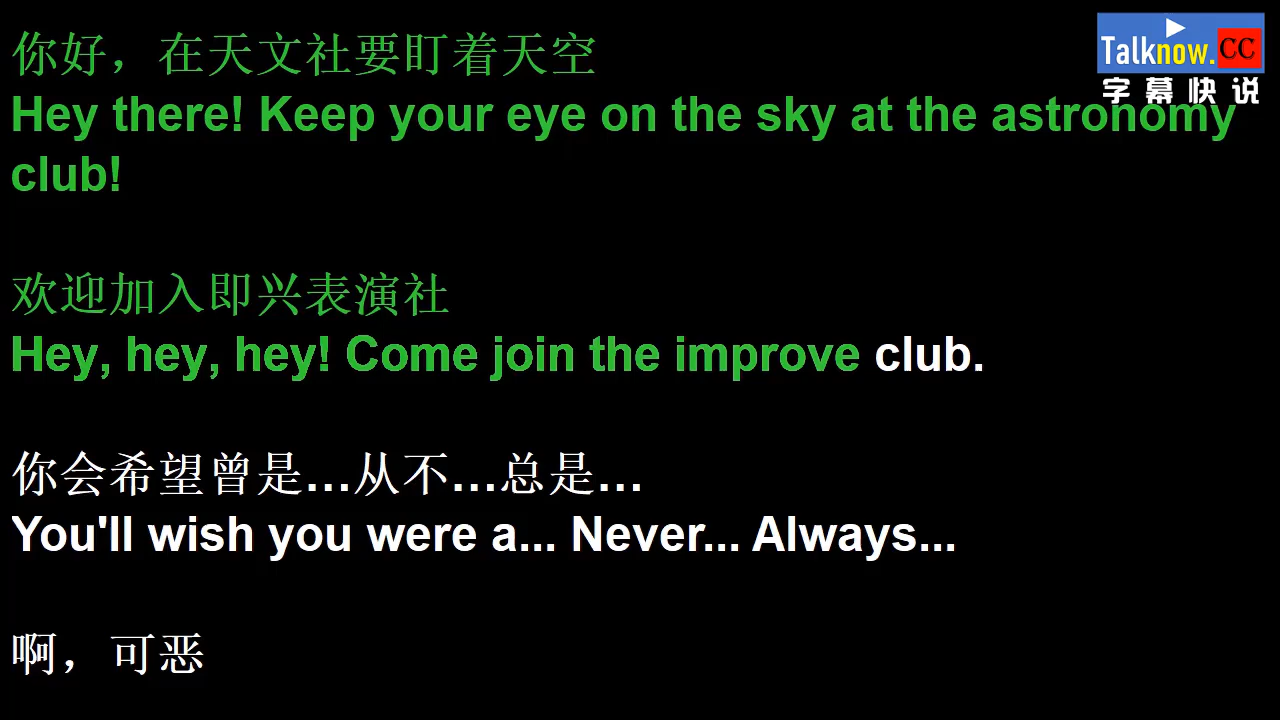 你好，在天文社要盯着天空
Talknow.CC
字幕快说
Hey there! Keep your eye on the sky at the astronomy
club!
欢迎加入即兴表演社
Hey, hey, hey! Come join the improve club.
你会希望曾是…从不…总是…
You'll wish you were a... Never... Always...
啊，可恶